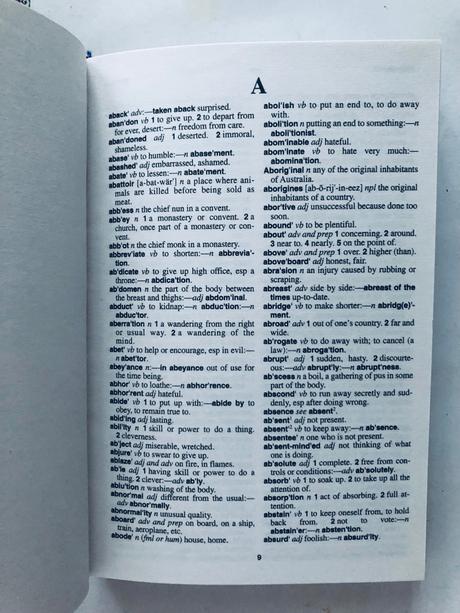 A
aback' adv:—taken aback surprised.
aban'don vb 1 to give up. 2 to depart from
for ever, desert:—n freedom from care.
aban'doned adj 1 deserted. 2 immoral,
shameless.
abase' vb to humble:—n abase'ment.
abashed' adj embarrassed, ashamed.
abate' vb to lessen:—n abate'ment.
abattoir [a-bat-wär'] n a place where ani-
mals are killed before being sold as
meat.
abb'ess n the chief nun in a convent.
abb'ey n 1 a monastery or convent. 2 a
church, once part of a monastery or con-
vent.
abb'ot n the chief monk in a monastery.
abbrev'iate vb to shorten:—n abbrevia'-
tion.
ab'dicate vb to give up high office, esp a
throne:—n abdica'tion.
ab'domen n the part of the body between
the breast and thighs:—adj abdom'inal.
abduct' vb to kidnap:—n abduc'tion:—n
abduc'tor.
aberra'tion n 1 a wandering from the right
or usual way. 2 a wandering of the
mind.
abet' vb to help or encourage, esp in evil:—
n abet'tor.
abey'ance n:—in abeyance out of use for
the time being.
abhor' vb to loathe:—n abhor'rence.
abhor'rent adj hateful.
abide' vb 1 to put up with:—abide by to
obey, to remain true to.
abid'ing adj lasting.
abil'ity n 1 skill or power to do a thing.
2 cleverness.
ab'ject adj miserable, wretched.
abjure' vb to swear to give up.
ablaze' adj and adv on fire, in flames.
ab'le adj 1 having skill or power to do a
thing. 2 clever:—adv ab'ly.
ablu'tion n washing of the body.
abnor'mal adj different from the usual:—
adv abnor'mally.
abnormal'ity n unusual quality.
aboard' adv and prep on board, on a ship,
train, aeroplane, etc.
abode' n (fml or hum) house, home.
abol'ish vb to put an end to, to do away
with.
aboli'tion n putting an end to something:—n
aboli'tionist.
abom'inable adj hateful.
abom'inate vb to hate very much:—n
abomina'tion.
Aborig'inal n any of the original inhabitants
of Australia.
aborigines [ab-õ-rij'-in-eez] npl the original
inhabitants of a country.
abor'tive adj unsuccessful because done too
soon.
abound' vb to be plentiful.
about' adv and prep 1 concerning. 2 around.
3 near to. 4 nearly. 5 on the point of.
above' adv and prep 1 over. 2 higher (than).
above'board' adj honest, fair.
abra'sion n an injury caused by rubbing or
scraping.
abreast' adv side by side:—abreast of the
times up-to-date.
abridge' vb to make shorter:—n abridg(e)'-
ment.
abroad' adv 1 out of one's country. 2 far and
wide.
ab'rogate vb to do away with; to cancel (a
law):—n abroga'tion.
abrupt' adj 1 sudden, hasty. 2 discourte-
ous:—adv abrupt'ly:—n abrupt'ness.
ab'scess n a boil, a gathering of pus in some
part of the body.
abscond' vb to run away secretly and sud-
denly, esp after doing wrong.
absence see absent².
ab'sent¹ adj not present.
absent'² vb to keep away:—n ab'sence.
absentee' n one who is not present.
ab'sent-mind'ed adj not thinking of what
one is doing.
ab'solute adj 1 complete. 2 free from con-
trols or conditions:—adv ab'solutely.
absorb' vb 1 to soak up. 2 to take up all the
attention of.
absorp'tion n 1 act of absorbing. 2 full at-
tention.
abstain' vb 1 to keep oneself from, to hold
back from. 2 not to vote:—n
abstain'er:—n absten'tion.
absurd' adj foolish:—n absurd'ity.
9